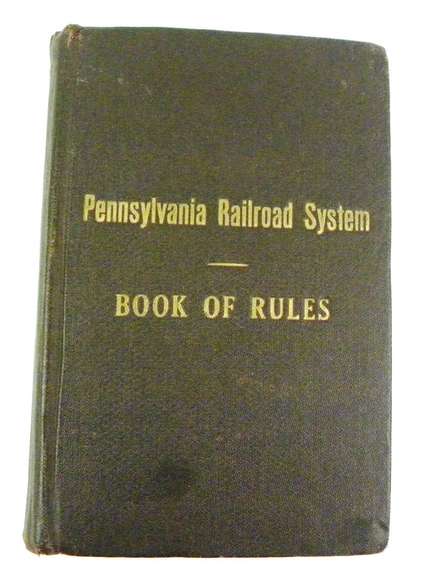 Pennsylvania Railroad System
BOOK OF RULES